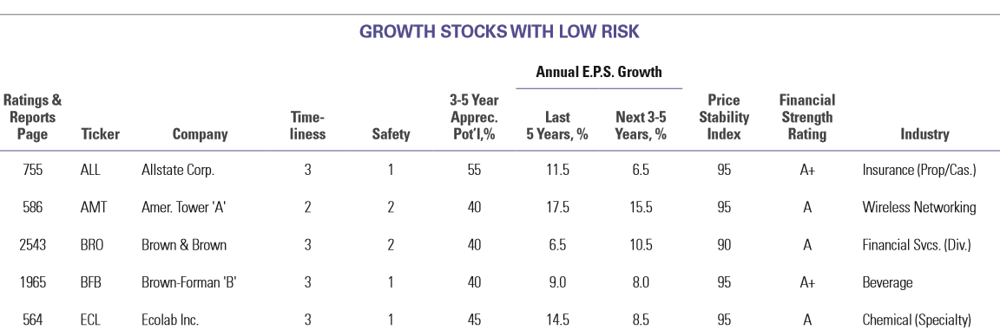 GROWTH STOCKS WITH LOW RISK
Annual E.P.S. Growth
Ratings & 3-5 Year Price Financial
Reports Time- Apprec. Last Next 3-5 Stability Strength
Page Ticker Company liness Safety Pot'l,% 5 Years, % Years, % Index Rating Industry
755 ALL Allstate Corp. 3 1 55 11.5 6.5 95 A+ Insurance (Prop/Cas.)
586 AMT Amer. Tower 'A' 2 2 40 17.5 15.5 95 A Wireless Networking
2543 BRO Brown & Brown 3 2 40 6.5 10.5 90 A Financial Svcs. (Div.)
1965 BFB Brown-Forman 'B' 3 1 40 9.0 8.0 95 A+ Beverage
564 ECL Ecolab Inc. 3 1 45 14.5 8.5 95 A Chemical (Specialty)